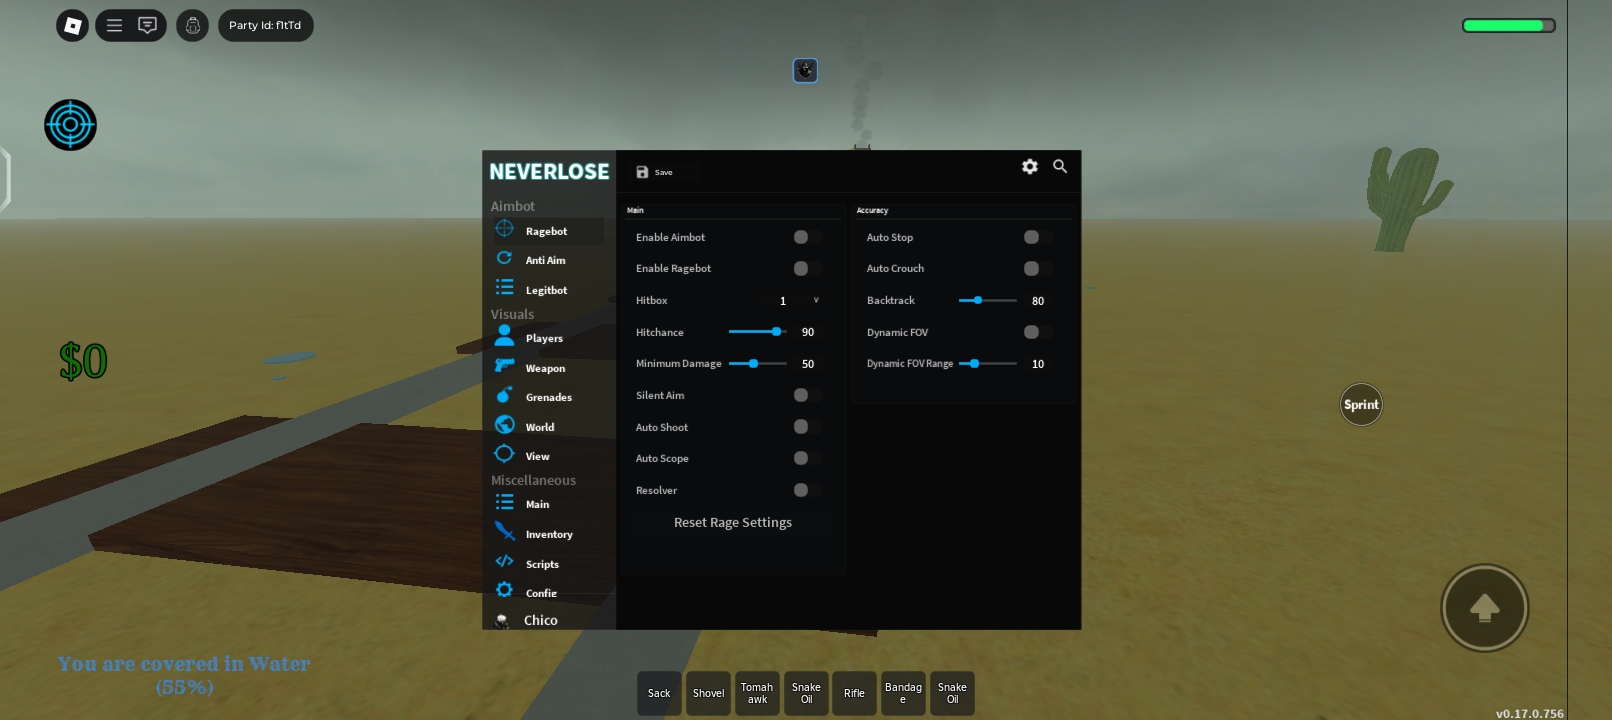 Party Id: f1tTd
NEVERLOSE
Save
Aimbot
Ragebot
Anti Aim
Legitbot
Visuals
Players
Weapon
Grenades
World
View
Miscellaneous
Main
Inventory
Scripts
Config
Chico
Main
Enable Aimbot
Enable Ragebot
Hitbox 1 v
Hitchance 90
Minimum Damage 50
Silent Aim
Auto Shoot
Auto Scope
Resolver
Reset Rage Settings
Accuracy
Auto Stop
Auto Crouch
Backtrack 80
Dynamic FOV
Dynamic FOV Range 10
$0
Sprint
You are covered in Water
(55%)
Sack
Shovel
Tomah
awk
Snake
Oil
Rifle
Bandag
e
Snake
Oil
v0.17.0.756